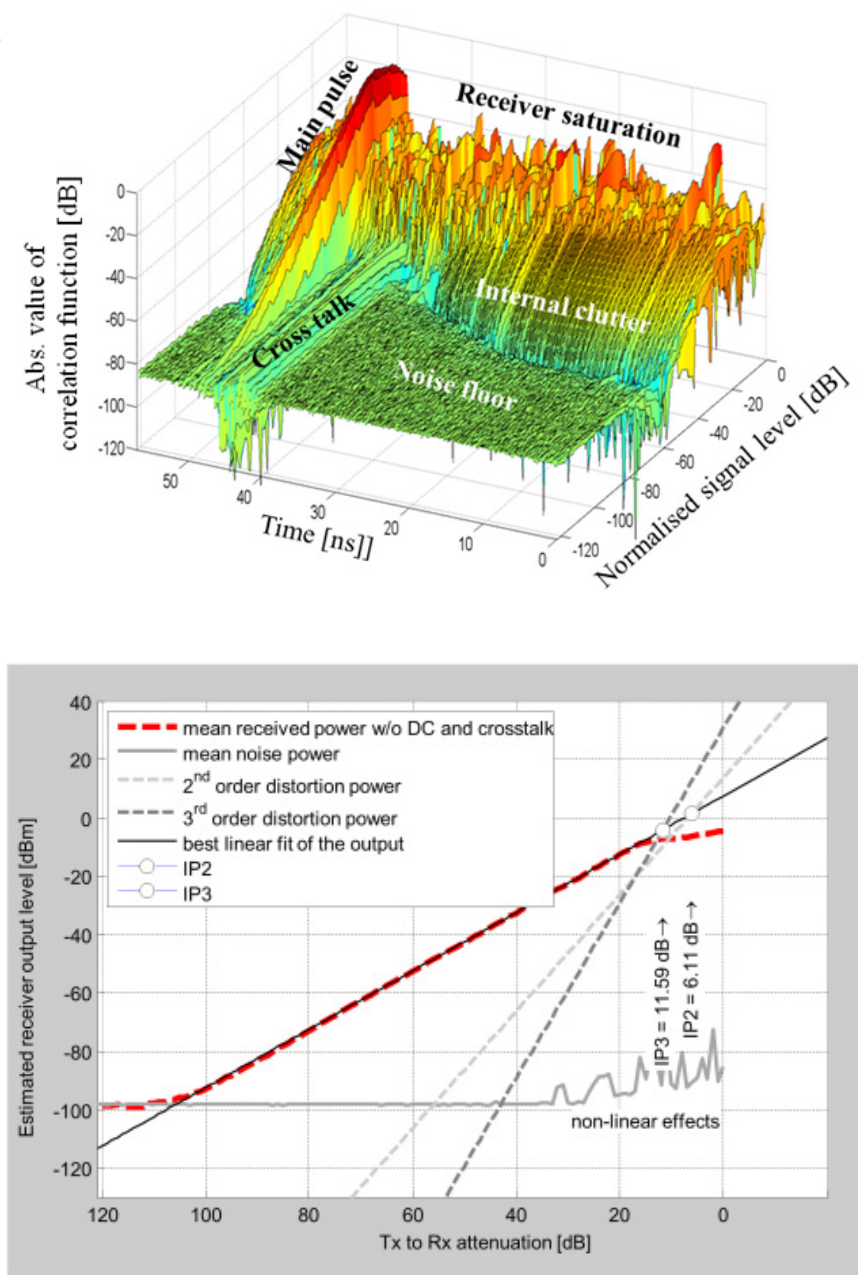 Main pulse
Receiver saturation
Abs. value of
correlation function [dB]
0
-20
-40
-60
-80
-100
-120
Internal clutter
Cross talk
Noise fluor
50
40
30
20
10
0
Time [ns]]
-120
-100
-80
-60
-40
-20
0
Normalised signal level [dB]
40
20
0
-20
-40
-60
-80
-100
-120
Estimated receiver output level [dBm]
mean received power w/o DC and crosstalk
mean noise power
2nd order distortion power
3rd order distortion power
best linear fit of the output
IP2
IP3
IP3 = 11.59 dB→
IP2 = 6.11 dB→
non-linear effects
120 100 80 60 40 20 0
Tx to Rx attenuation [dB]